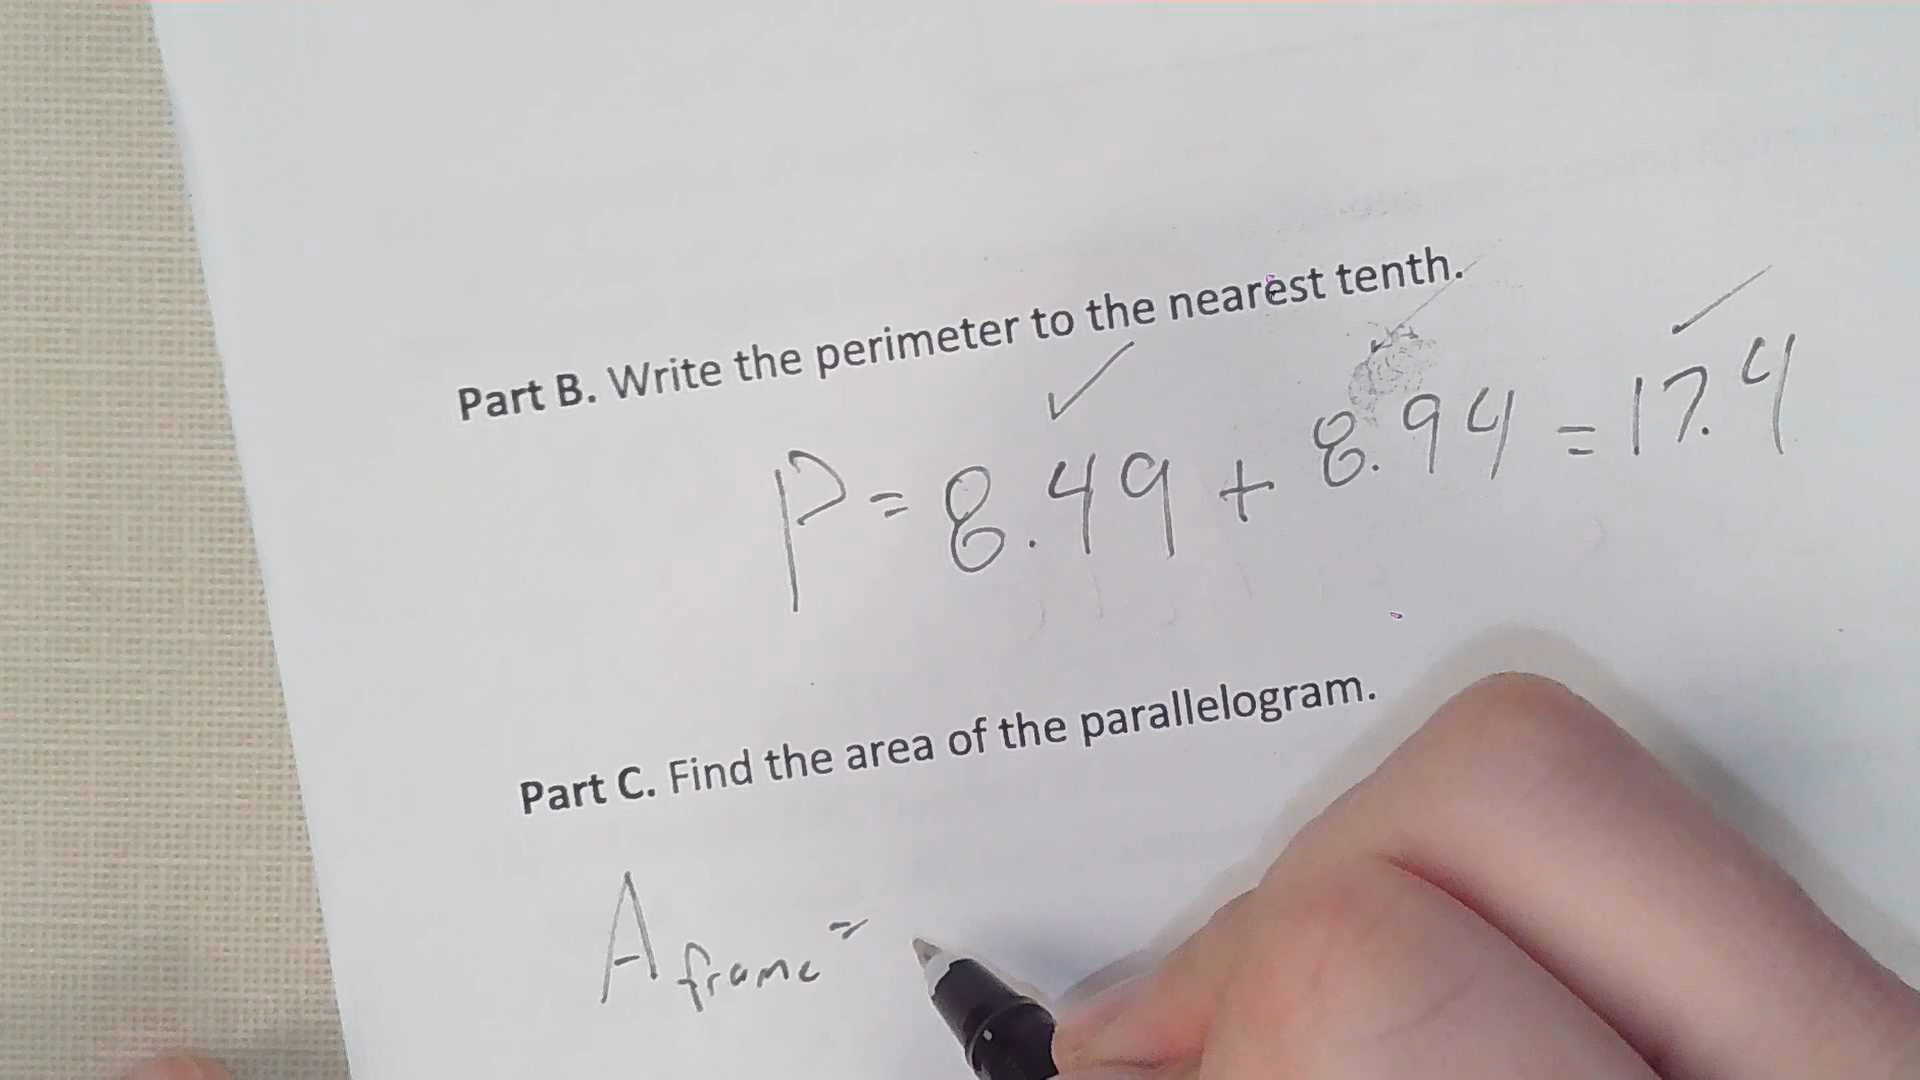 Part B. Write the perimeter to the nearest tenth.
P = 8.49 + 8.94 = 17.4
Part C. Find the area of the parallelogram.
A frame =